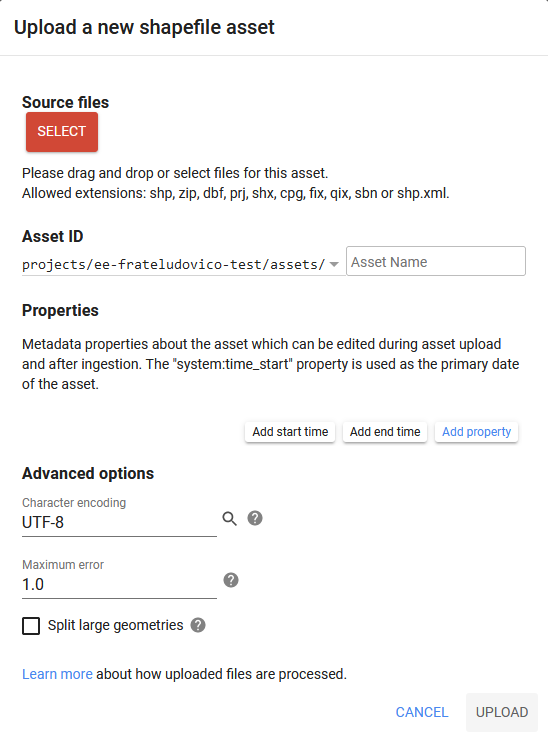 Upload a new shapefile asset
Source files
SELECT
Please drag and drop or select files for this asset.
Allowed extensions: shp, zip, dbf, prj, shx, cpg, fix, qix, sbn or shp.xml.
Asset ID
projects/ee-frateludovico-test/assets/ Asset Name
Properties
Metadata properties about the asset which can be edited during asset upload
and after ingestion. The "system:time_start" property is used as the primary date
of the asset.
Add start time Add end time Add property
Advanced options
Character encoding
UTF-8
Maximum error
1.0
Split large geometries
Learn more about how uploaded files are processed.
CANCEL UPLOAD